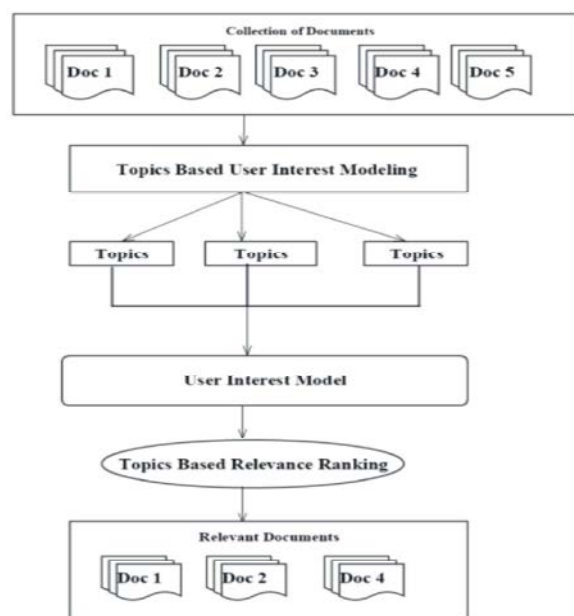 Collection of Documents
Doc 1 Doc 2 Doc 3 Doc 4 Doc 5
Topics Based User Interest Modeling
Topics Topics Topics
User Interest Model
Topics Based Relevance Ranking
Relevant Documents
Doc 1 Doc 2 Doc 4